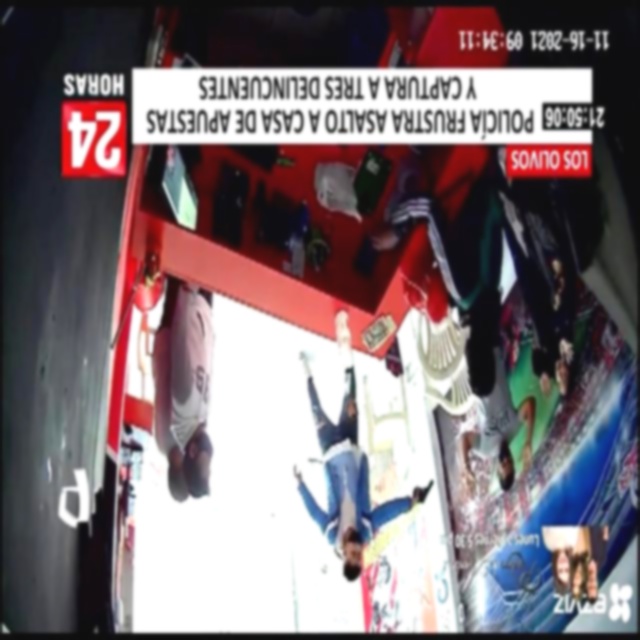 11-16-2021 09:34:11
LOS OLIVOS
21:50:06
POLICÍA FRUSTRA ASALTO A CASA DE APUESTAS
Y CAPTURA A TRES DELINCUENTES
24
HORAS